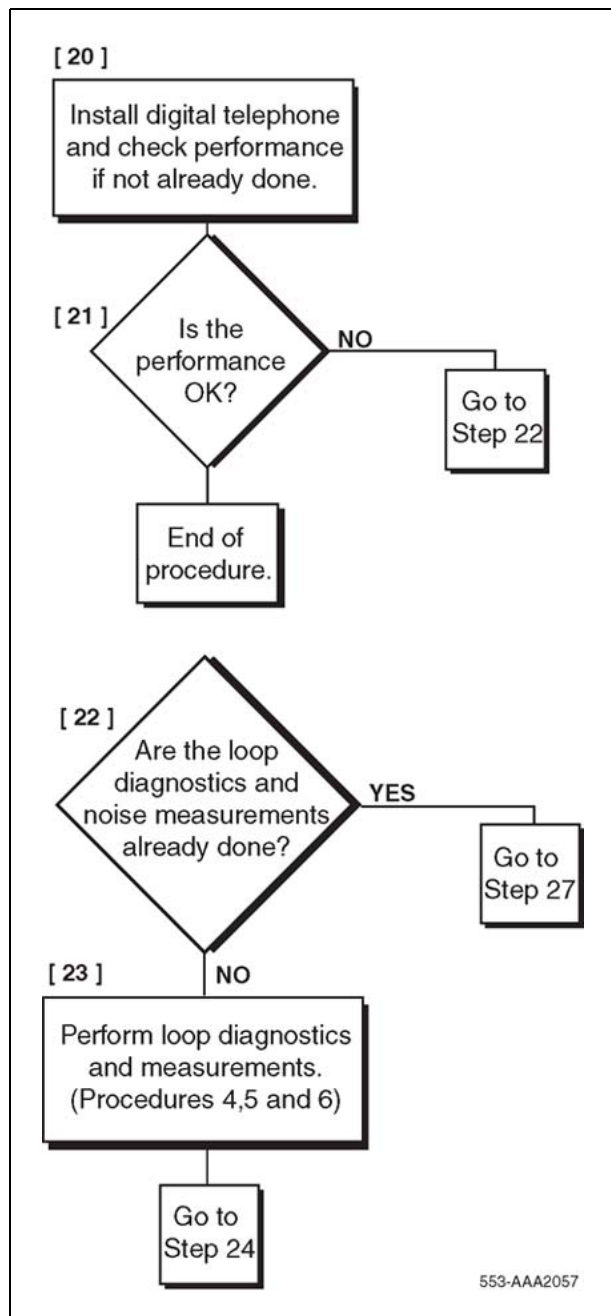 [ 20 ]
Install digital telephone
and check performance
if not already done.
[ 21 ]
Is the
performance
OK?
NO
Go to
Step 22
End of
procedure.
[ 22 ]
Are the loop
diagnostics and
noise measurements
already done?
YES
Go to
Step 27
[ 23 ]
NO
Perform loop diagnostics
and measurements.
(Procedures 4,5 and 6)
Go to
Step 24
553-AAA2057